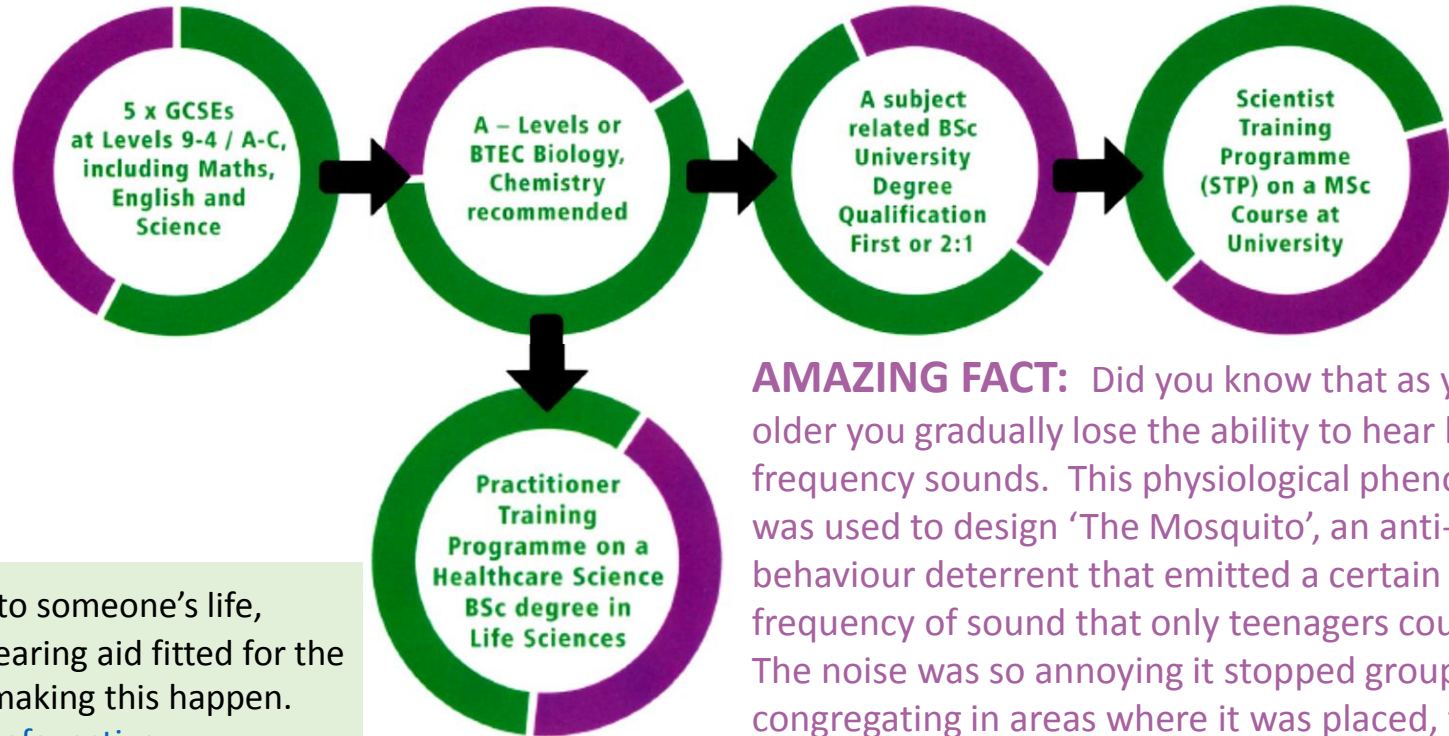 5 x GCSEs
at Levels 9-4 / A-C,
including Maths,
English and
Science
A – Levels or
BTEC Biology,
Chemistry
recommended
A subject
related BSc
University
Degree
Qualification
First or 2:1
Scientist
Training
Programme
(STP) on a MSc
Course at
University
Practitioner
Training
Programme on a
Healthcare Science
BSc degree in
Life Sciences
to someone’s life,
earing aid fitted for the
making this happen.
AMAZING FACT: Did you know that as y
older you gradually lose the ability to hear
frequency sounds. This physiological pheno
was used to design ‘The Mosquito’, an anti-
behaviour deterrent that emitted a certain
frequency of sound that only teenagers cou
The noise was so annoying it stopped group
congregating in areas where it was placed,